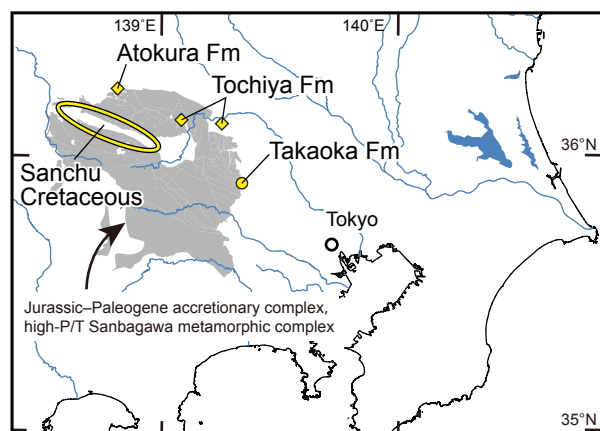 139°E
140°E
Atokura Fm
Tochiya Fm
36°N
Takaoka Fm
Sanchu
Cretaceous
Tokyo
Jurassic–Paleogene accretionary complex,
high-P/T Sanbagawa metamorphic complex
35°N